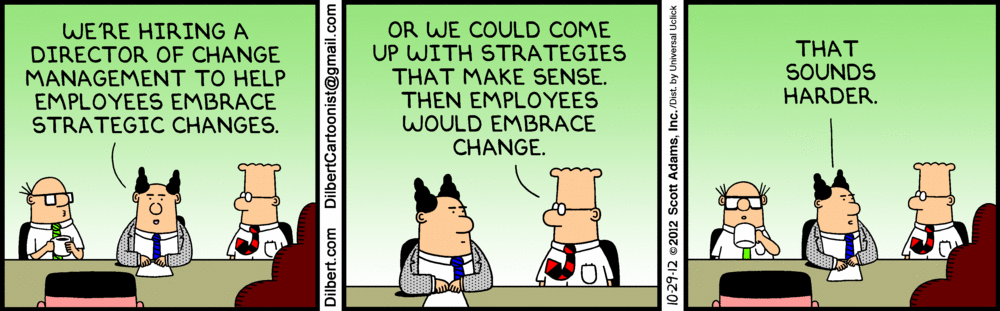 WE'RE HIRING A
DIRECTOR OF CHANGE
MANAGEMENT TO HELP
EMPLOYEES EMBRACE
STRATEGIC CHANGES.
Dilbert.com DilbertCartoonist@gmail.com
OR WE COULD COME
UP WITH STRATEGIES
THAT MAKE SENSE.
THEN EMPLOYEES
WOULD EMBRACE
CHANGE.
10-29-12 © 2012 Scott Adams, Inc. /Dist. by Universal Uclick
THAT
SOUNDS
HARDER.